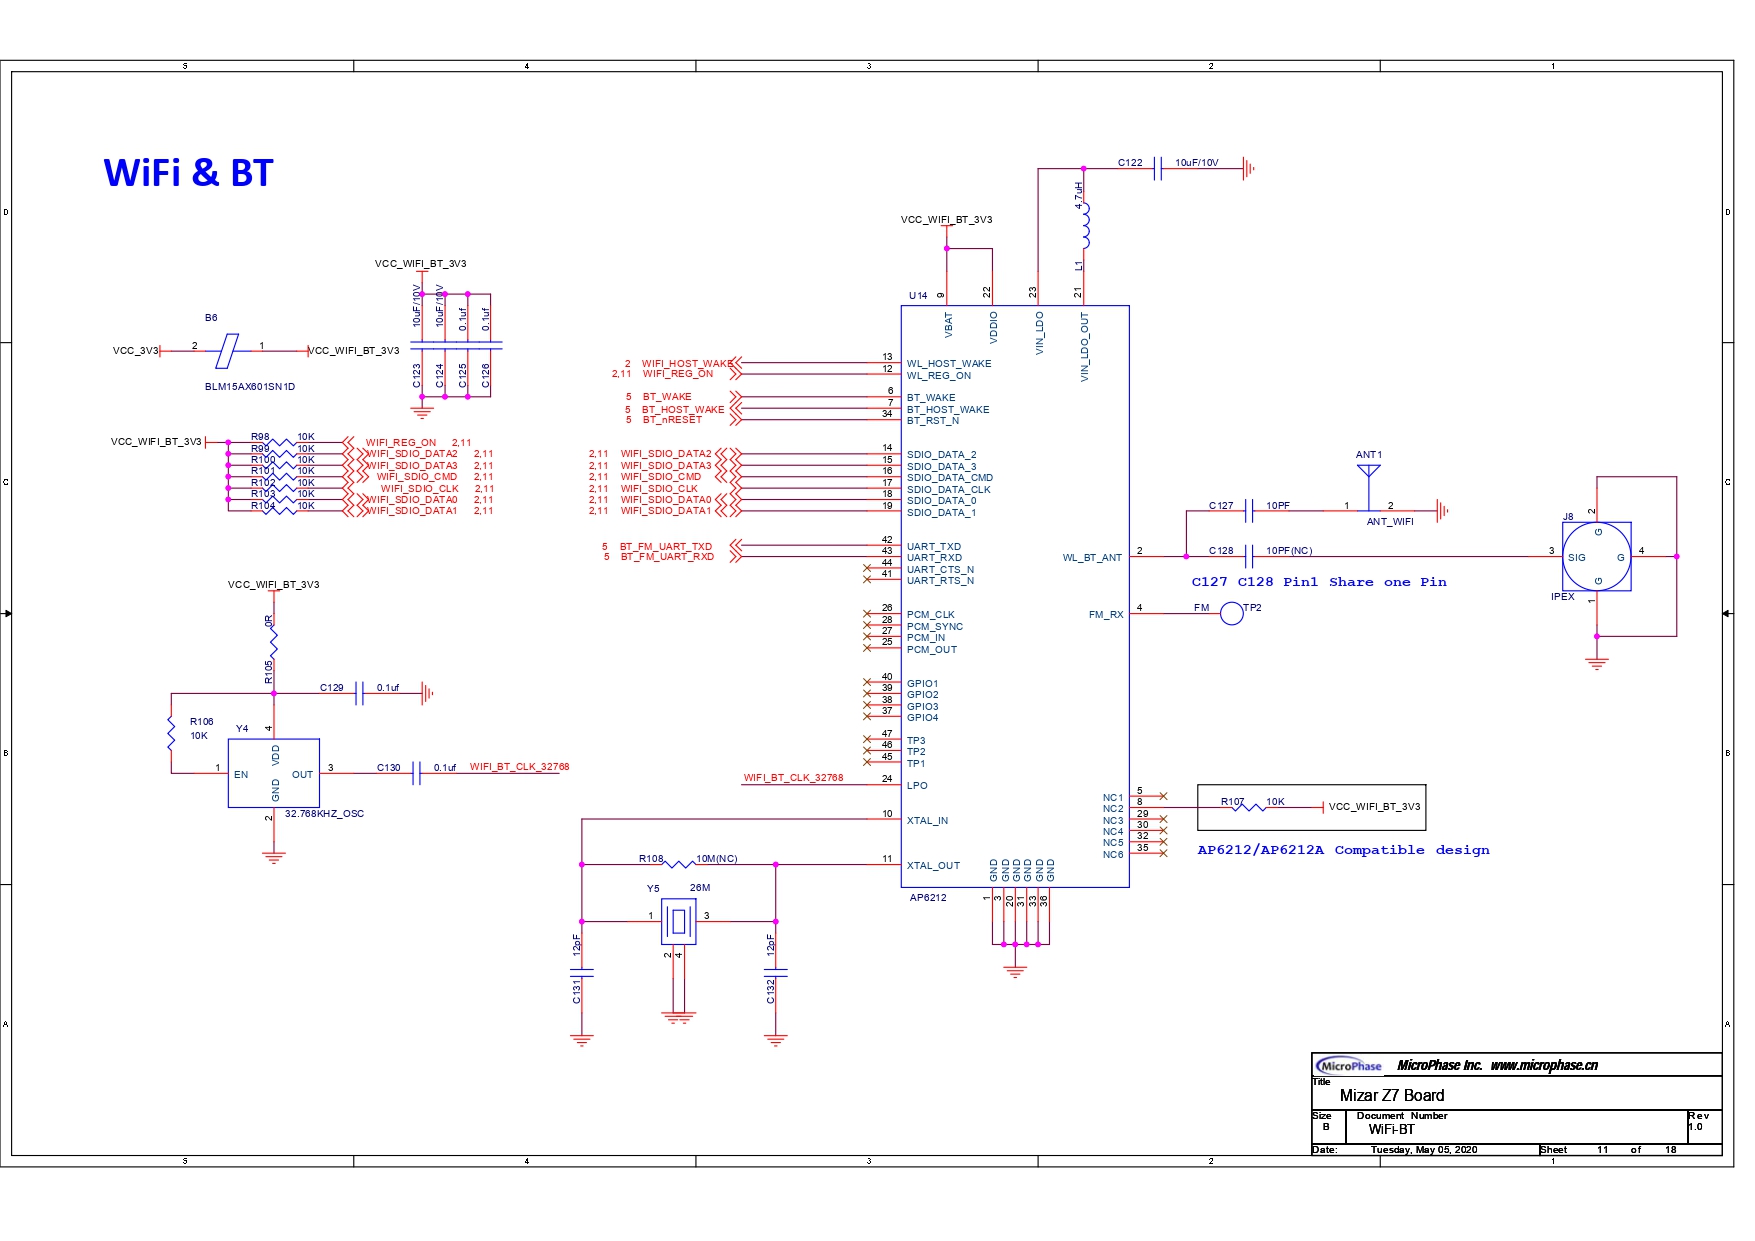 5 4 3 2 1
WiFi & BT
D D
C122 10uF/10V
4.7uH
L1
VCC_WIFI_BT_3V3
VCC_WIFI_BT_3V3
10uF/10V 10uF/10V 0.1uf 0.1uf
C123 C124 C125 C126
B6
VCC_3V3 2 1 VCC_WIFI_BT_3V3
BLM15AX601SN1D
VCC_WIFI_BT_3V3
R98 10K WIFI_REG_ON 2,11
R99 10K WIFI_SDIO_DATA2 2,11
R100 10K WIFI_SDIO_DATA3 2,11
R101 10K WIFI_SDIO_CMD 2,11
R102 10K WIFI_SDIO_CLK 2,11
R103 10K WIFI_SDIO_DATA0 2,11
R104 10K WIFI_SDIO_DATA1 2,11
U14
9 22 23 21
VBAT VDDIO VIN_LDO VIN_LDO_OUT
2 WIFI_HOST_WAKE 13 WL_HOST_WAKE
2,11 WIFI_REG_ON 12 WL_REG_ON
5 BT_WAKE 6 BT_WAKE
5 BT_HOST_WAKE 7 BT_HOST_WAKE
5 BT_nRESET 34 BT_RST_N
2,11 WIFI_SDIO_DATA2 14 SDIO_DATA_2
2,11 WIFI_SDIO_DATA3 15 SDIO_DATA_3
2,11 WIFI_SDIO_CMD 16 SDIO_DATA_CMD
2,11 WIFI_SDIO_CLK 17 SDIO_DATA_CLK
2,11 WIFI_SDIO_DATA0 18 SDIO_DATA_0
2,11 WIFI_SDIO_DATA1 19 SDIO_DATA_1
5 BT_FM_UART_TXD 42 UART_TXD
5 BT_FM_UART_RXD 43 UART_RXD
44 UART_CTS_N
41 UART_RTS_N
26 PCM_CLK
28 PCM_SYNC
27 PCM_IN
25 PCM_OUT
40 GPIO1
39 GPIO2
38 GPIO3
37 GPIO4
47 TP3
46 TP2
45 TP1
WIFI_BT_CLK_32768 24 LPO
10 XTAL_IN
11 XTAL_OUT
AP6212
GND GND GND GND GND GND
1 3 20 31 33 36
WL_BT_ANT 2
FM_RX 4 FM TP2
NC1 5
NC2 8 R107 10K VCC_WIFI_BT_3V3
NC3 29
NC4 30
NC5 32
NC6 35
AP6212/AP6212A Compatible design
ANT1
C127 10PF 1 2
ANT_WIFI
C128 10PF(NC)
C127 C128 Pin1 Share one Pin
J8
2 G
3 SIG G 4
G 1
IPEX
C C
VCC_WIFI_BT_3V3
0R
R105
C129 0.1uf
R106
10K
Y4
4
VDD
1 EN OUT 3
GND
2
32.768KHZ_OSC
C130 0.1uf WIFI_BT_CLK_32768
B B
R108 10M(NC)
Y5 26M
1 3
2 4
12pF C131
12pF C132
A A
MicroPhase MicroPhase Inc. www.microphase.cn
Title
Mizar Z7 Board
Size Document Number Rev
B WiFi-BT 1.0
Date: Tuesday, May 05, 2020 Sheet 11 of 18
5 4 3 2 1